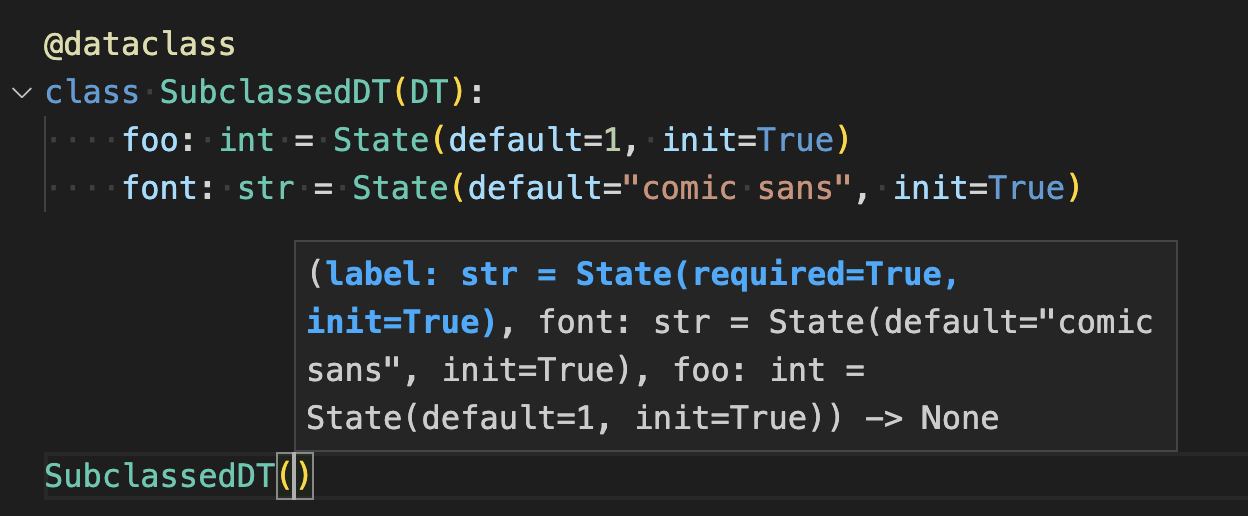 @dataclass
class SubclassedDT(DT):
    foo: int = State(default=1, init=True)
    font: str = State(default="comic sans", init=True)
(label: str = State(required=True,
init=True), font: str = State(default="comic
sans", init=True), foo: int =
State(default=1, init=True)) -> None
SubclassedDT()